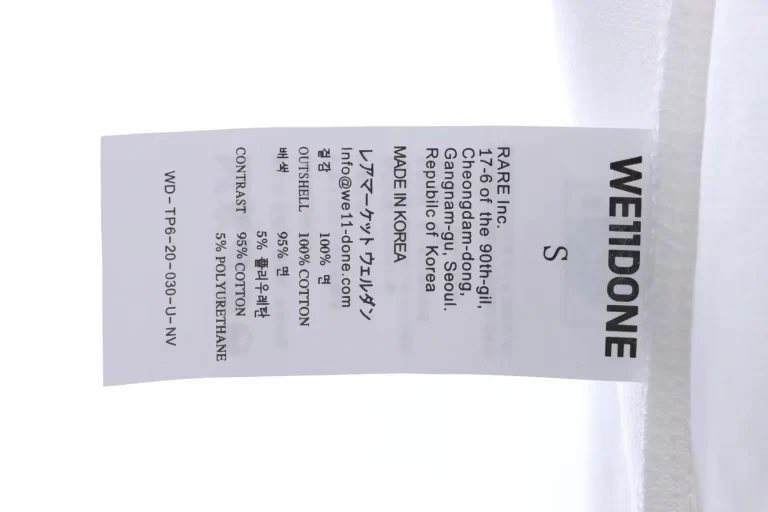 WE11DONE
S
RARE Inc.
17-6 of the 90th-gil,
Cheongdam-dong,
Gangnam-gu, Seoul.
Republic of Korea
MADE IN KOREA
レアマーケット ウェルダン
Info@we11-done.com
겉감 100% 면
OUTSHELL 100% COTTON
배색 95% 면
5% 폴리우레탄
CONTRAST 95% COTTON
5% POLYURETHANE
WD-TP6-20-030-U-NV